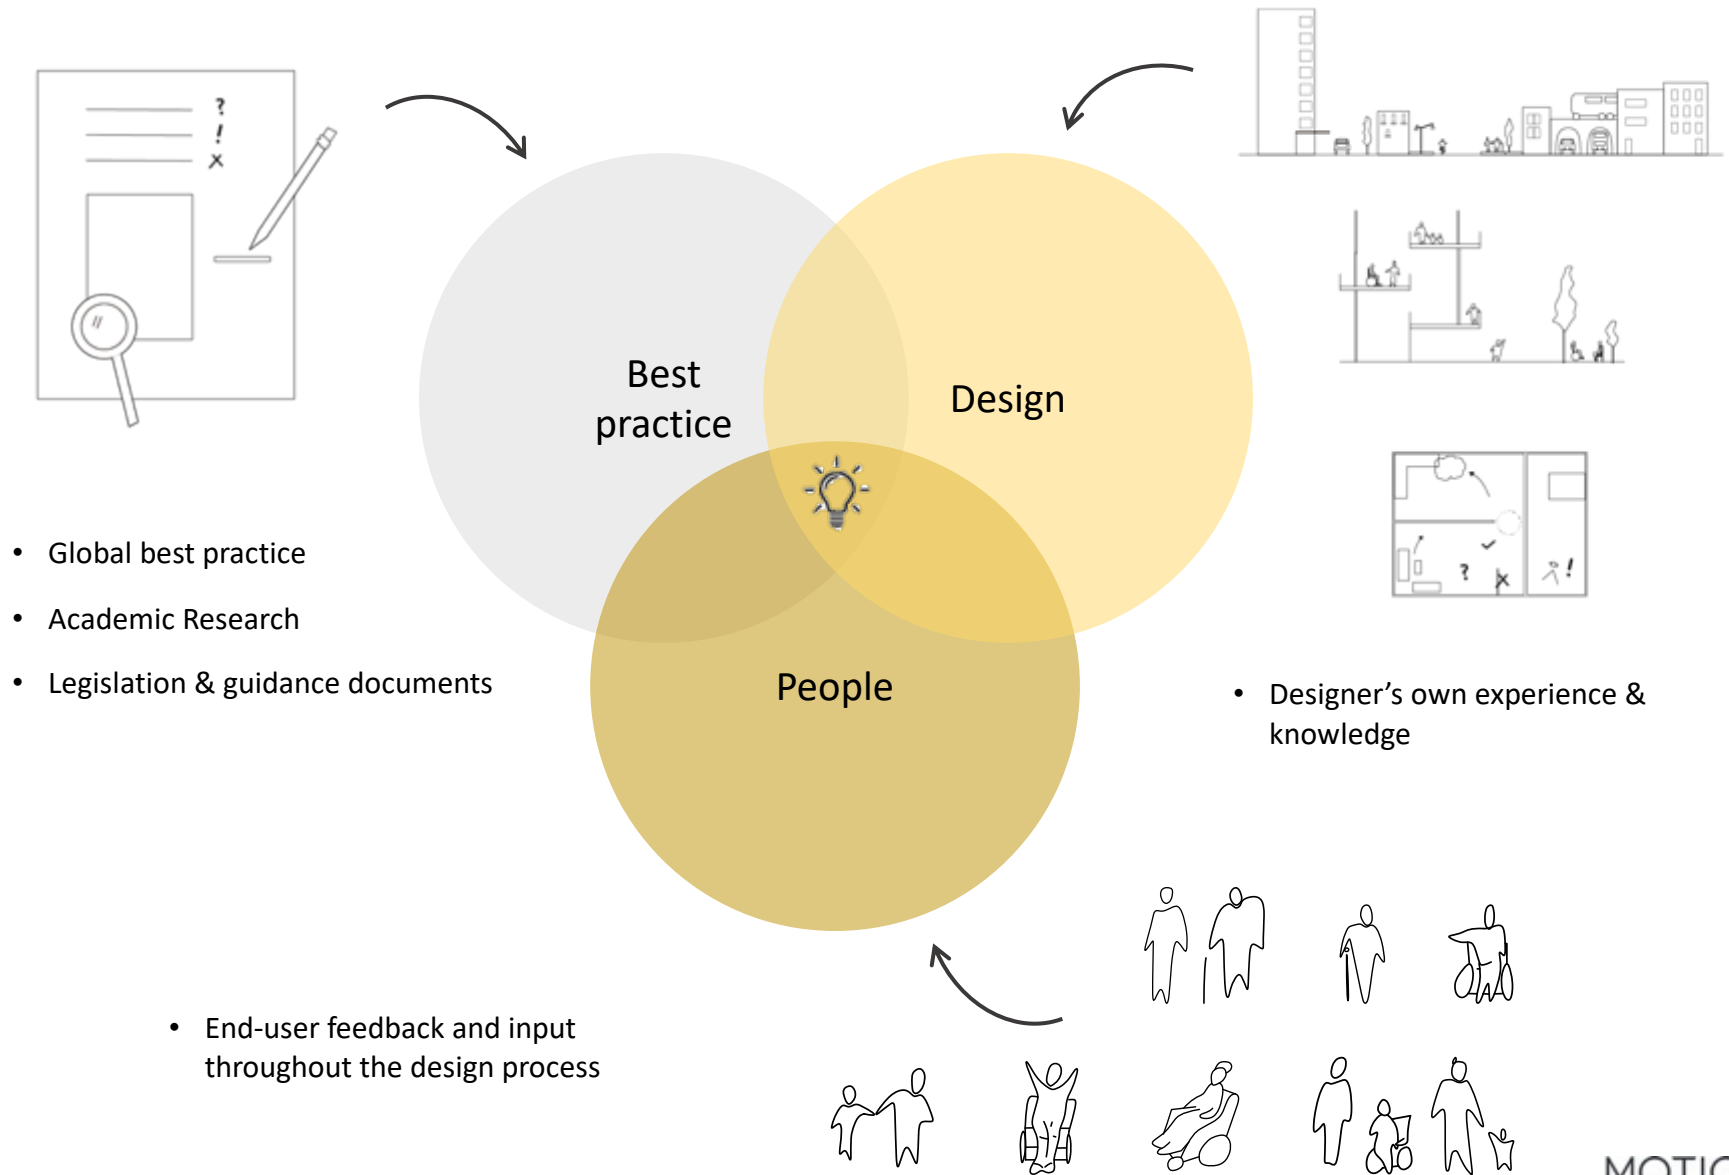 ?
!
x
Best
practice
Design
People
• Global best practice
• Academic Research
• Legislation & guidance documents
? x !
• Designer’s own experience &
knowledge
• End-user feedback and input
throughout the design process